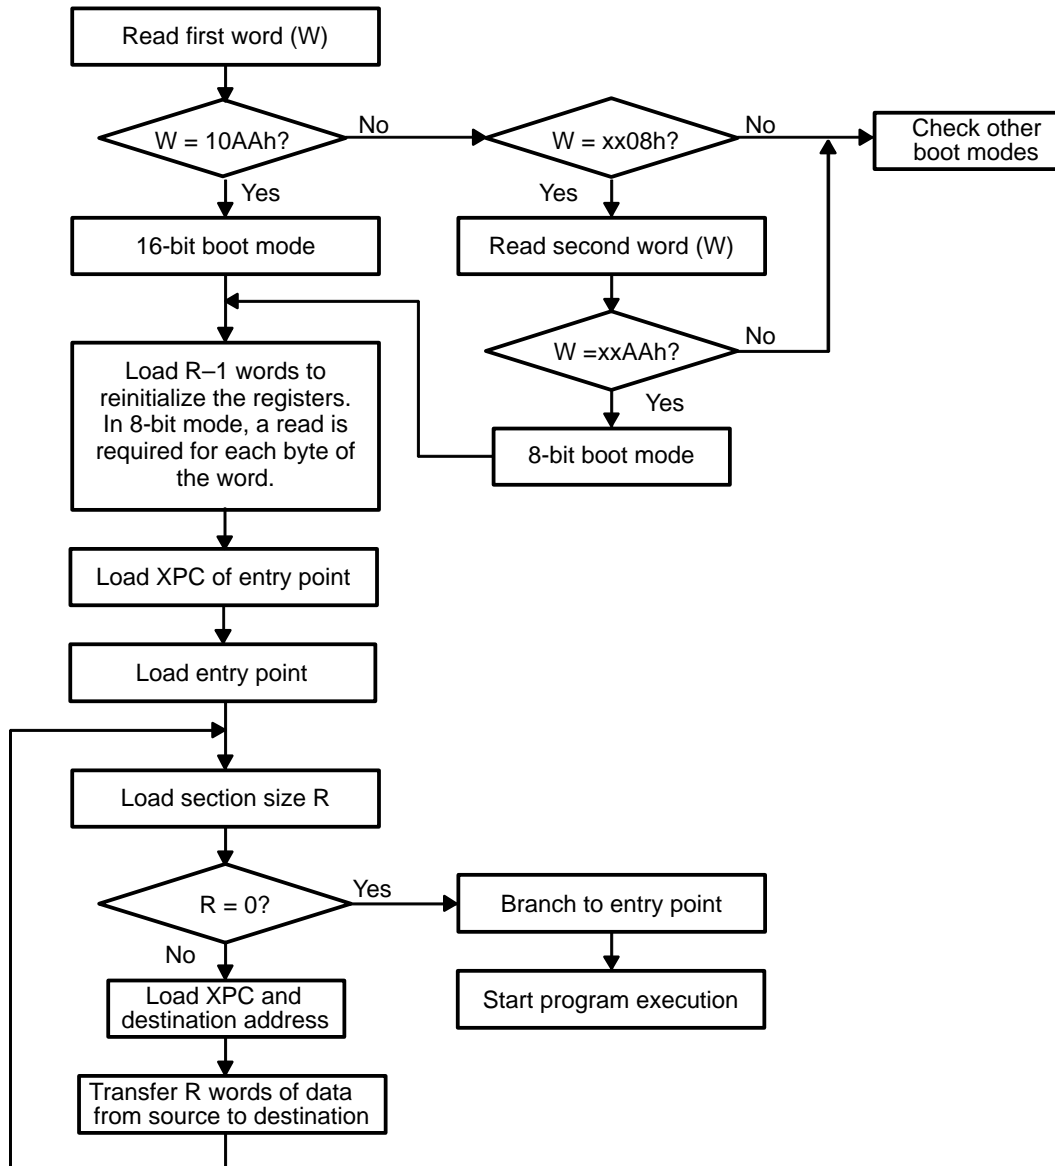 Read first word (W)
W = 10AAh?
No
W = xx08h?
No
Check other
boot modes
Yes
Yes
16-bit boot mode
Read second word (W)
W =xxAAh?
No
Load R–1 words to
reinitialize the registers.
In 8-bit mode, a read is
required for each byte of
the word.
Yes
8-bit boot mode
Load XPC of entry point
Load entry point
Load section size R
R = 0?
Yes
Branch to entry point
No
Start program execution
Load XPC and
destination address
Transfer R words of data
from source to destination